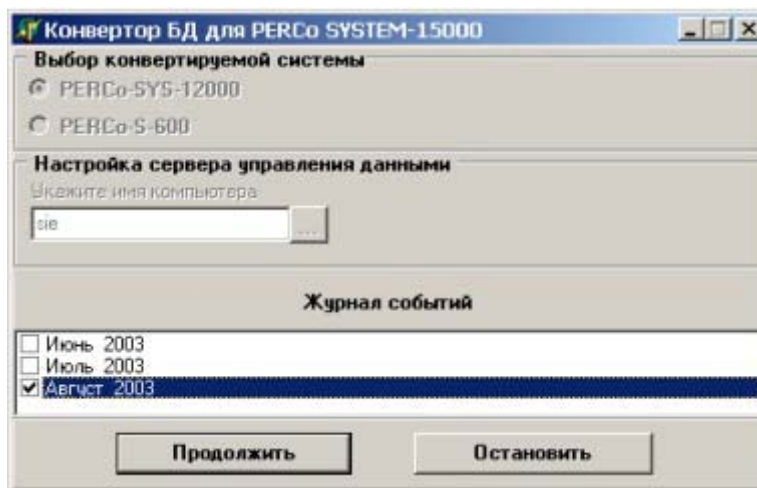 Конвертор БД для PERCo SYSTEM-15000
Выбор конвертируемой системы
PERCo-SYS-12000
PERCo-S-600
Настройка сервера управления данными
Укажите имя компьютера
sie
...
Журнал событий
Июнь 2003
Июль 2003
Август 2003
Продолжить
Остановить